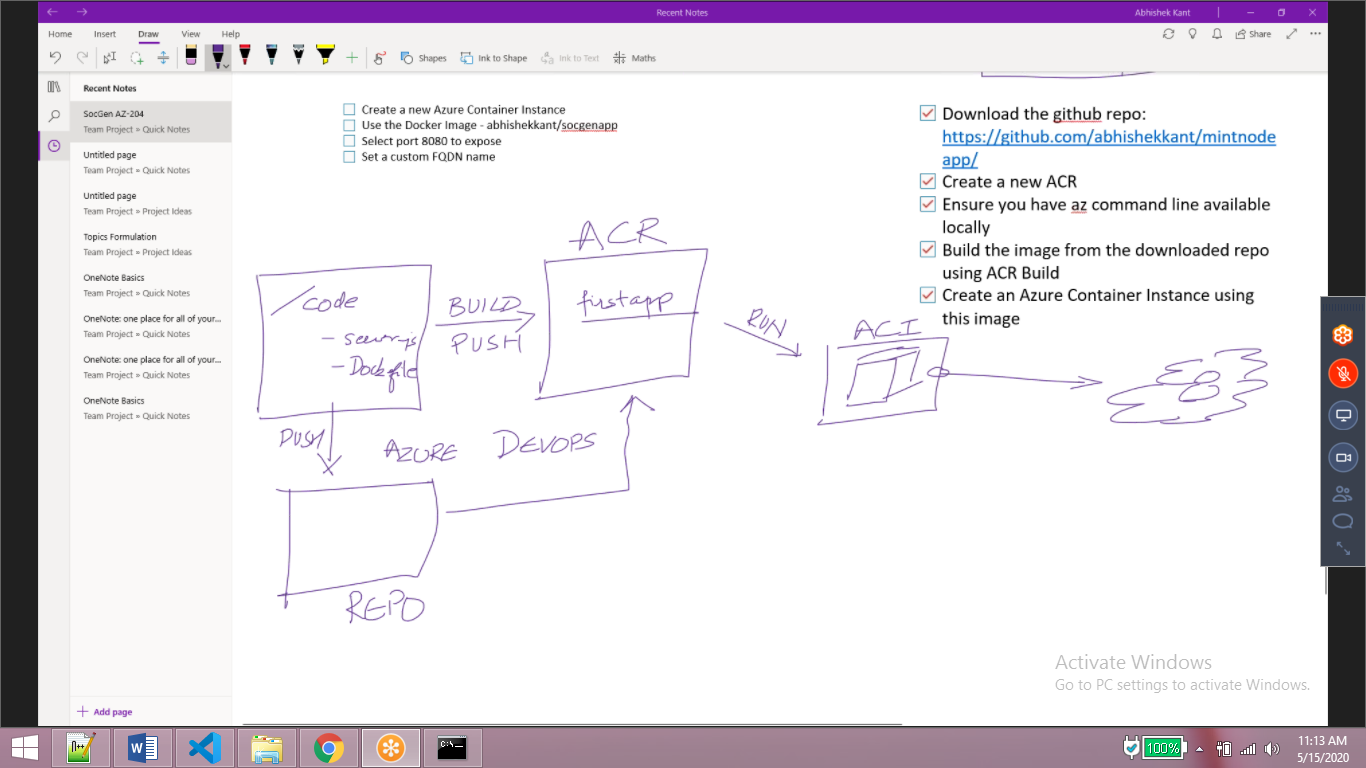 Recent Notes
Abhishek Kant
Home Insert Draw View Help
Share
Shapes Ink to Shape Ink to Text Maths
Recent Notes
SocGen AZ-204
Team Project » Quick Notes
Untitled page
Team Project » Quick Notes
Untitled page
Team Project » Project Ideas
Topics Formulation
Team Project » Project Ideas
OneNote Basics
Team Project » Quick Notes
OneNote: one place for all of your...
Team Project » Quick Notes
OneNote: one place for all of your...
Team Project » Quick Notes
OneNote Basics
Team Project » Quick Notes
Add page
Create a new Azure Container Instance
Use the Docker Image - abhishekkant/socgenapp
Select port 8080 to expose
Set a custom FQDN name
Download the github repo:
https://github.com/abhishekkant/mintnode
app/
Create a new ACR
Ensure you have az command line available
locally
Build the image from the downloaded repo
using ACR Build
Create an Azure Container Instance using
this image
ACR
/code
- server.js
- Dockerfile
BUILD
PUSH
firstapp
RUN
ACI
PUSH
AZURE DEVOPS
REPO
Activate Windows
Go to PC settings to activate Windows.
100%
11:13 AM
5/15/2020